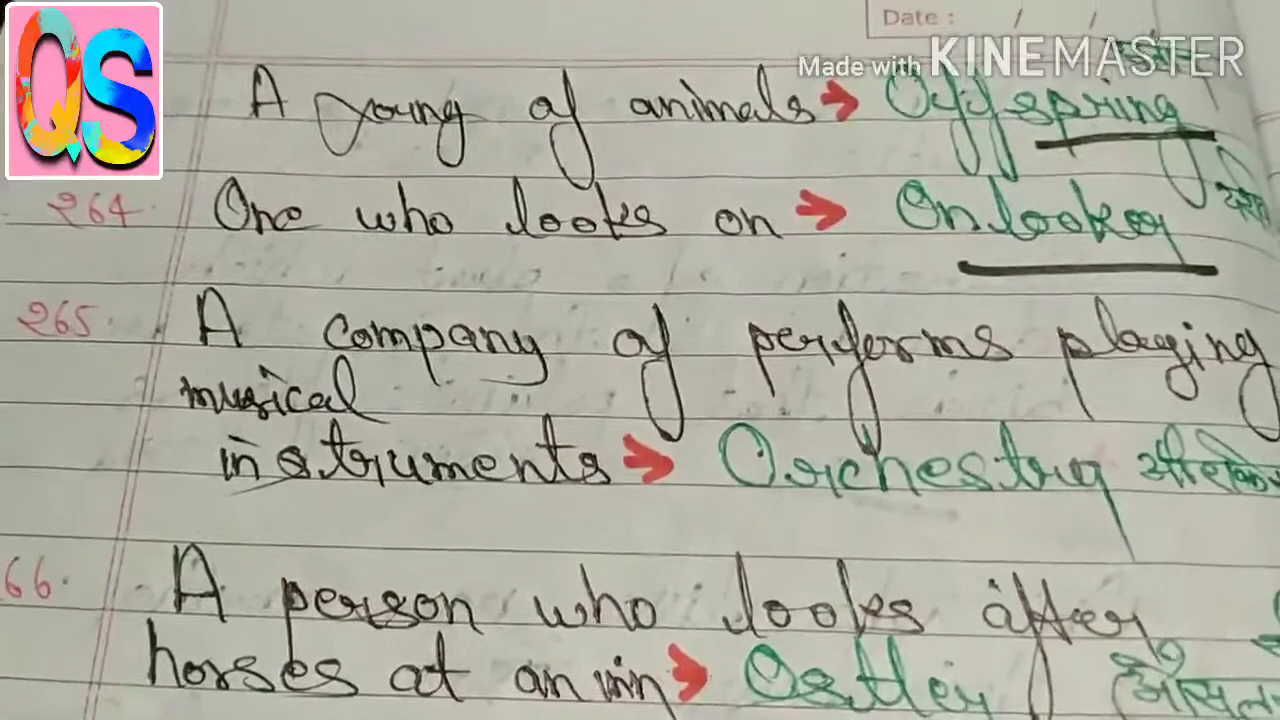 QS
Date : / /
Made with KINEMASTER
A young of animals → Offspring
264 One who looks on → Onlooker
265 A company of performs playing
musical
instruments → Orchestra
66. A person who looks after
horses at an inn → Ostler